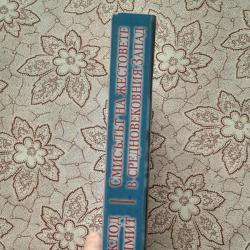 СМИСЪЛЪТ НА ЖЕСТОВЕТЕ
В СРЕДНОВЕКОВНИЯ ЗАПАД